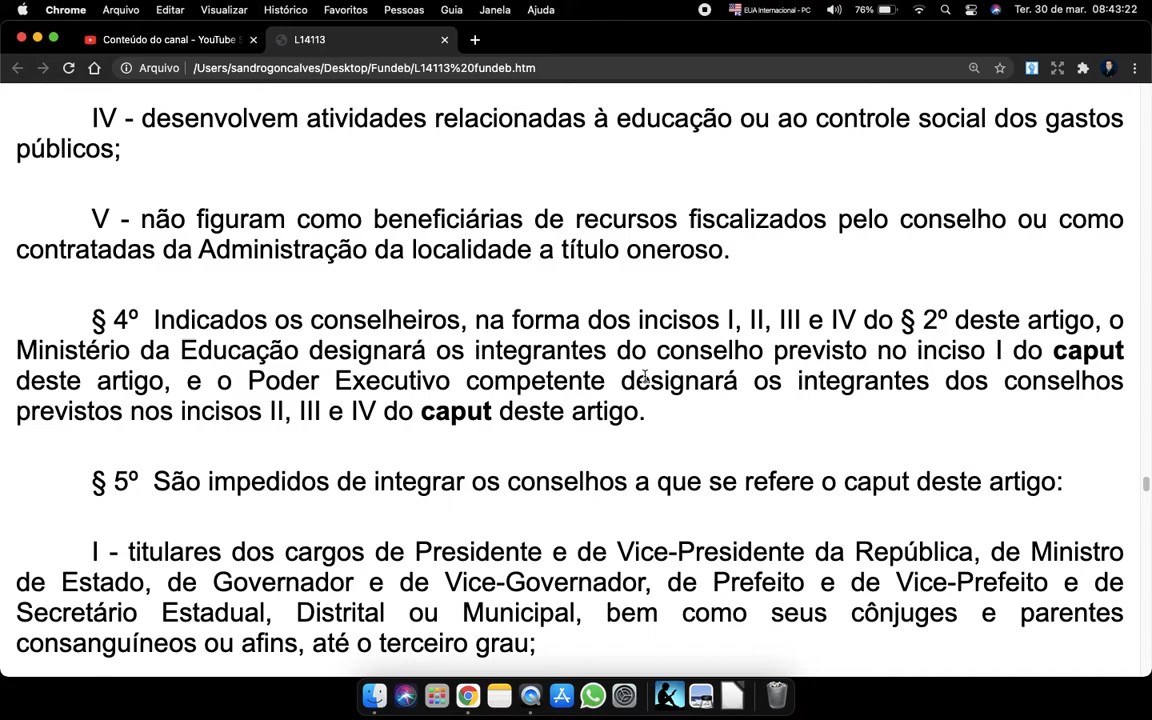 Chrome Arquivo Editar Visualizar Histórico Favoritos Pessoas Guia Janela Ajuda EUA Internacional - PC 76% Ter. 30 de mar. 08:43:22
Conteúdo do canal - YouTube L14113
Arquivo /Users/sandrogoncalves/Desktop/Fundeb/L14113%20fundeb.htm
IV - desenvolvem atividades relacionadas à educação ou ao controle social dos gastos
públicos;
V - não figuram como beneficiárias de recursos fiscalizados pelo conselho ou como
contratadas da Administração da localidade a título oneroso.
§ 4º Indicados os conselheiros, na forma dos incisos I, II, III e IV do § 2º deste artigo, o
Ministério da Educação designará os integrantes do conselho previsto no inciso I do caput
deste artigo, e o Poder Executivo competente designará os integrantes dos conselhos
previstos nos incisos II, III e IV do caput deste artigo.
§ 5º São impedidos de integrar os conselhos a que se refere o caput deste artigo:
I - titulares dos cargos de Presidente e de Vice-Presidente da República, de Ministro
de Estado, de Governador e de Vice-Governador, de Prefeito e de Vice-Prefeito e de
Secretário Estadual, Distrital ou Municipal, bem como seus cônjuges e parentes
consanguíneos ou afins, até o terceiro grau;